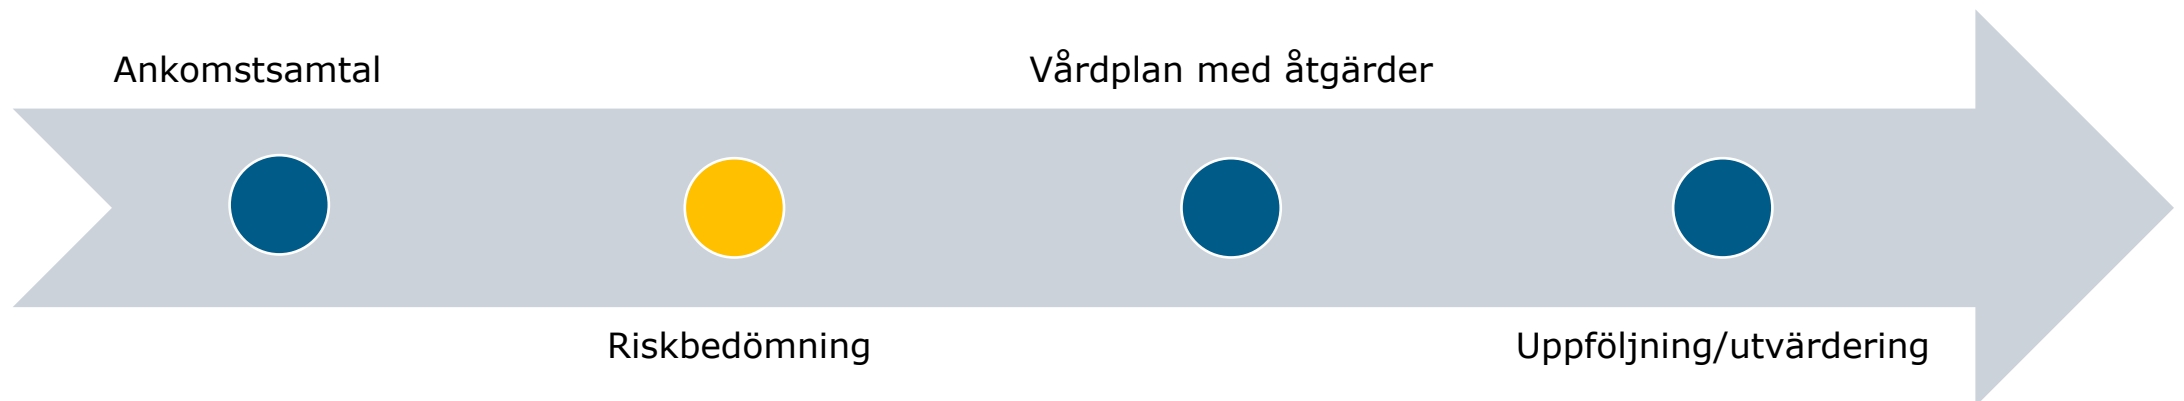 Ankomstsamtal
Vårdplan med åtgärder
Riskbedömning
Uppföljning/utvärdering